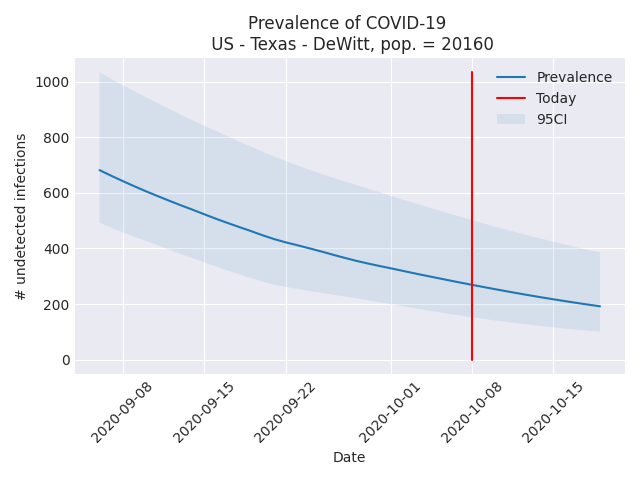 Prevalence of COVID-19
US - Texas - DeWitt, pop. = 20160
Prevalence
Today
95CI
# undetected infections
1000
800
600
400
200
0
2020-09-08
2020-09-15
2020-09-22
2020-10-01
2020-10-08
2020-10-15
Date